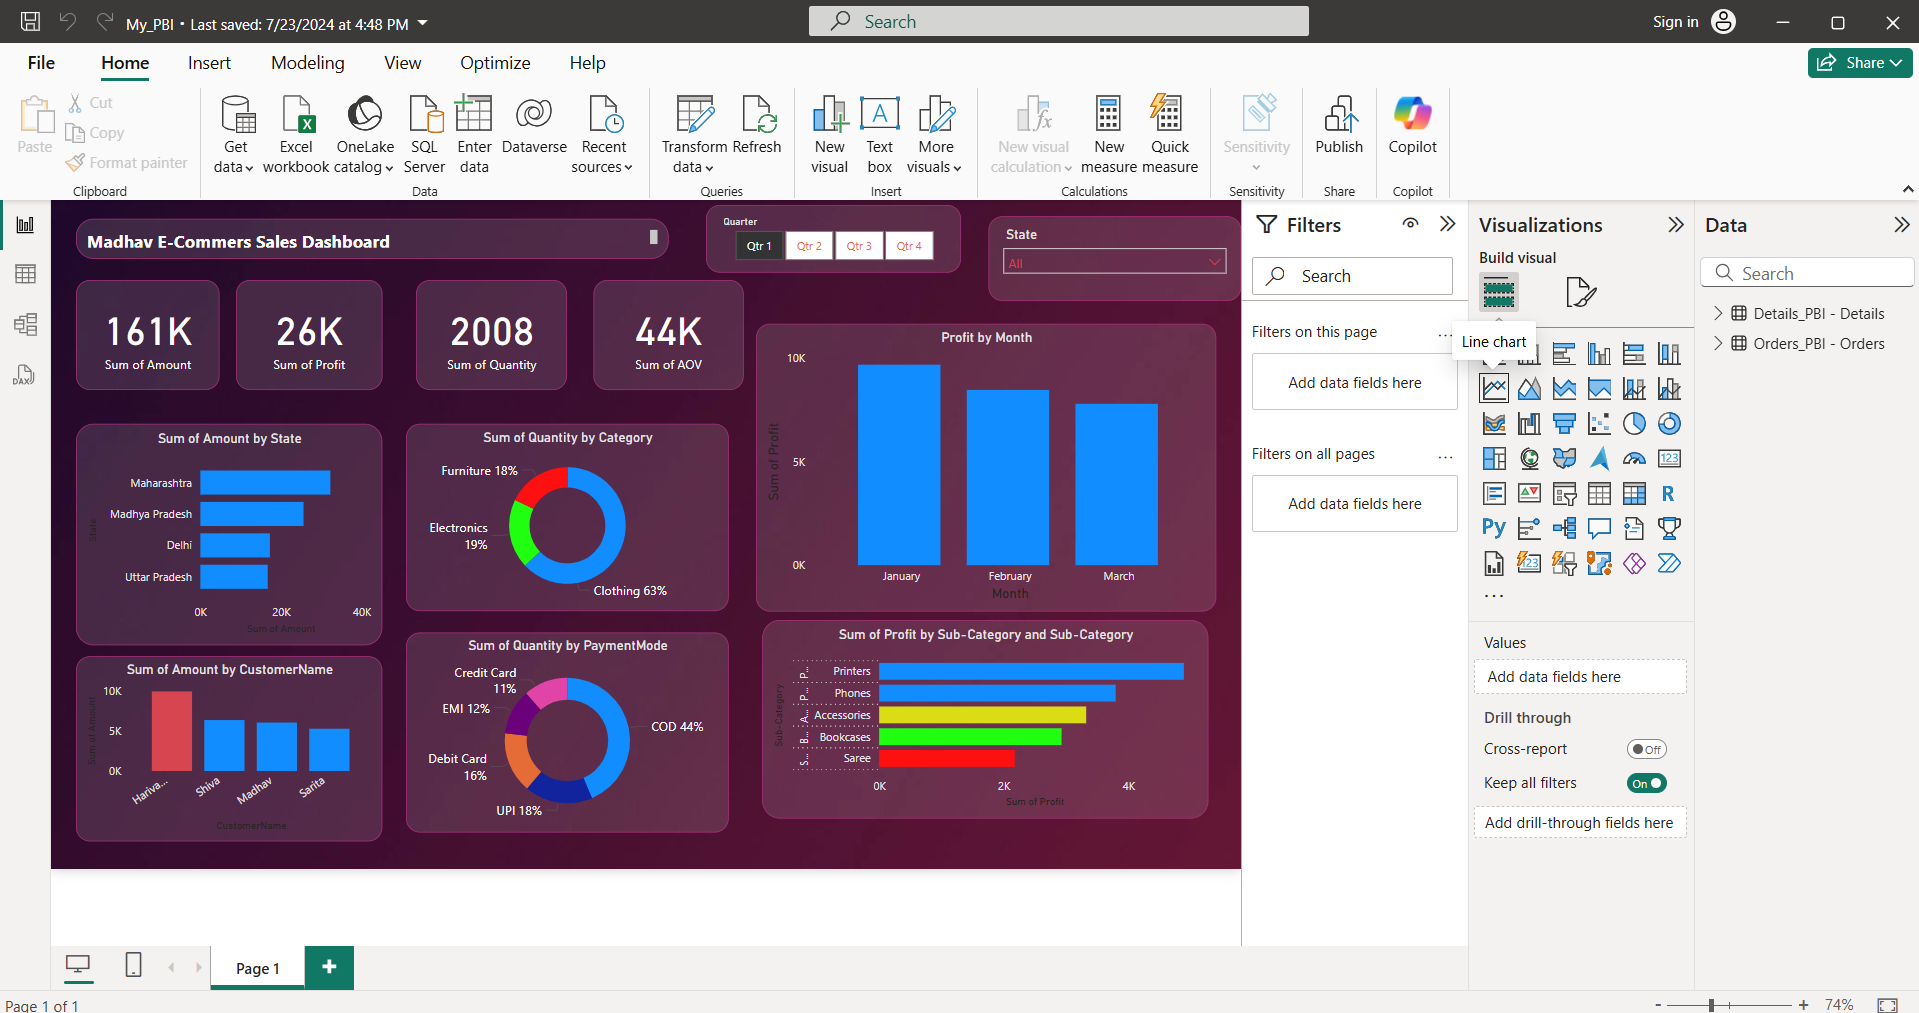 My_PBI • Last saved: 7/23/2024 at 4:48 PM
Search
Sign in
File
Home
Insert
Modeling
View
Optimize
Help
Share
Paste
Cut
Copy
Format painter
Clipboard
Get data
Excel workbook
OneLake catalog
SQL Server
Enter data
Dataverse
Recent sources
Data
Transform data
Refresh
Queries
New visual
Text box
More visuals
Insert
New visual calculation
New measure
Quick measure
Calculations
Sensitivity
Sensitivity
Publish
Share
Copilot
Copilot
Madhav E-Commers Sales Dashboard
Quarter
Qtr 1
Qtr 2
Qtr 3
Qtr 4
State
All
161K
Sum of Amount
26K
Sum of Profit
2008
Sum of Quantity
44K
Sum of AOV
Sum of Amount by State
State
Maharashtra
Madhya Pradesh
Delhi
Uttar Pradesh
0K
20K
40K
Sum of Amount
Sum of Quantity by Category
Furniture 18%
Electronics
19%
Clothing 63%
Profit by Month
Sum of Profit
10K
5K
0K
January
February
March
Month
Sum of Amount by CustomerName
Sum of Amount
10K
5K
0K
Hariva...
Shiva
Madhav
Sarita
CustomerName
Sum of Quantity by PaymentMode
Credit Card
11%
EMI 12%
Debit Card
16%
UPI 18%
COD 44%
Sum of Profit by Sub-Category and Sub-Category
Sub-Category
P...
Printers
P...
Phones
A...
Accessories
B...
Bookcases
S...
Saree
0K
2K
4K
Sum of Profit
Filters
Search
Filters on this page
...
Add data fields here
Filters on all pages
...
Add data fields here
Visualizations
Build visual
Line chart
123
R
Py
123
...
Values
Add data fields here
Drill through
Cross-report
Off
Keep all filters
On
Add drill-through fields here
Data
Search
Details_PBI - Details
Orders_PBI - Orders
DAX
Page 1
+
Page 1 of 1
-
+
74%